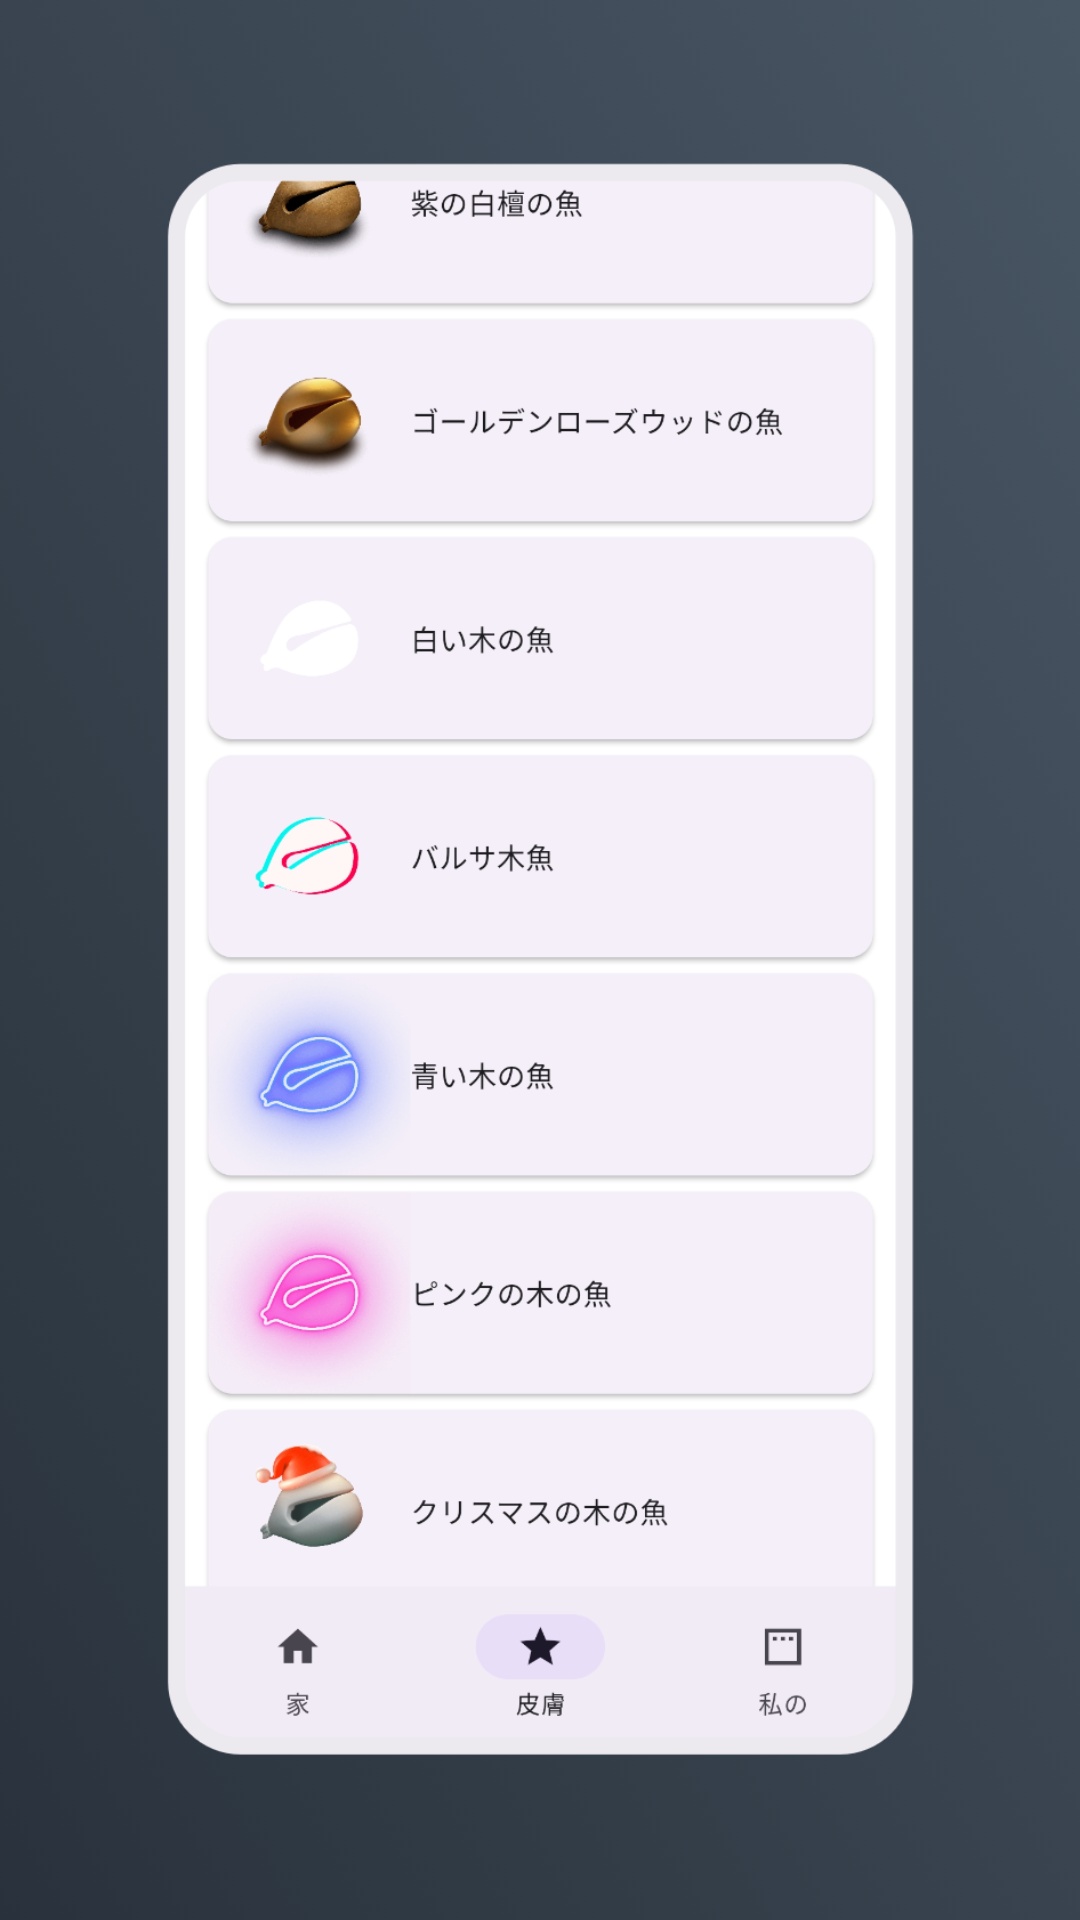 紫の白檀の魚
ゴールデンローズウッドの魚
白い木の魚
バルサ木魚
青い木の魚
ピンクの木の魚
クリスマスの木の魚
家
皮膚
私の